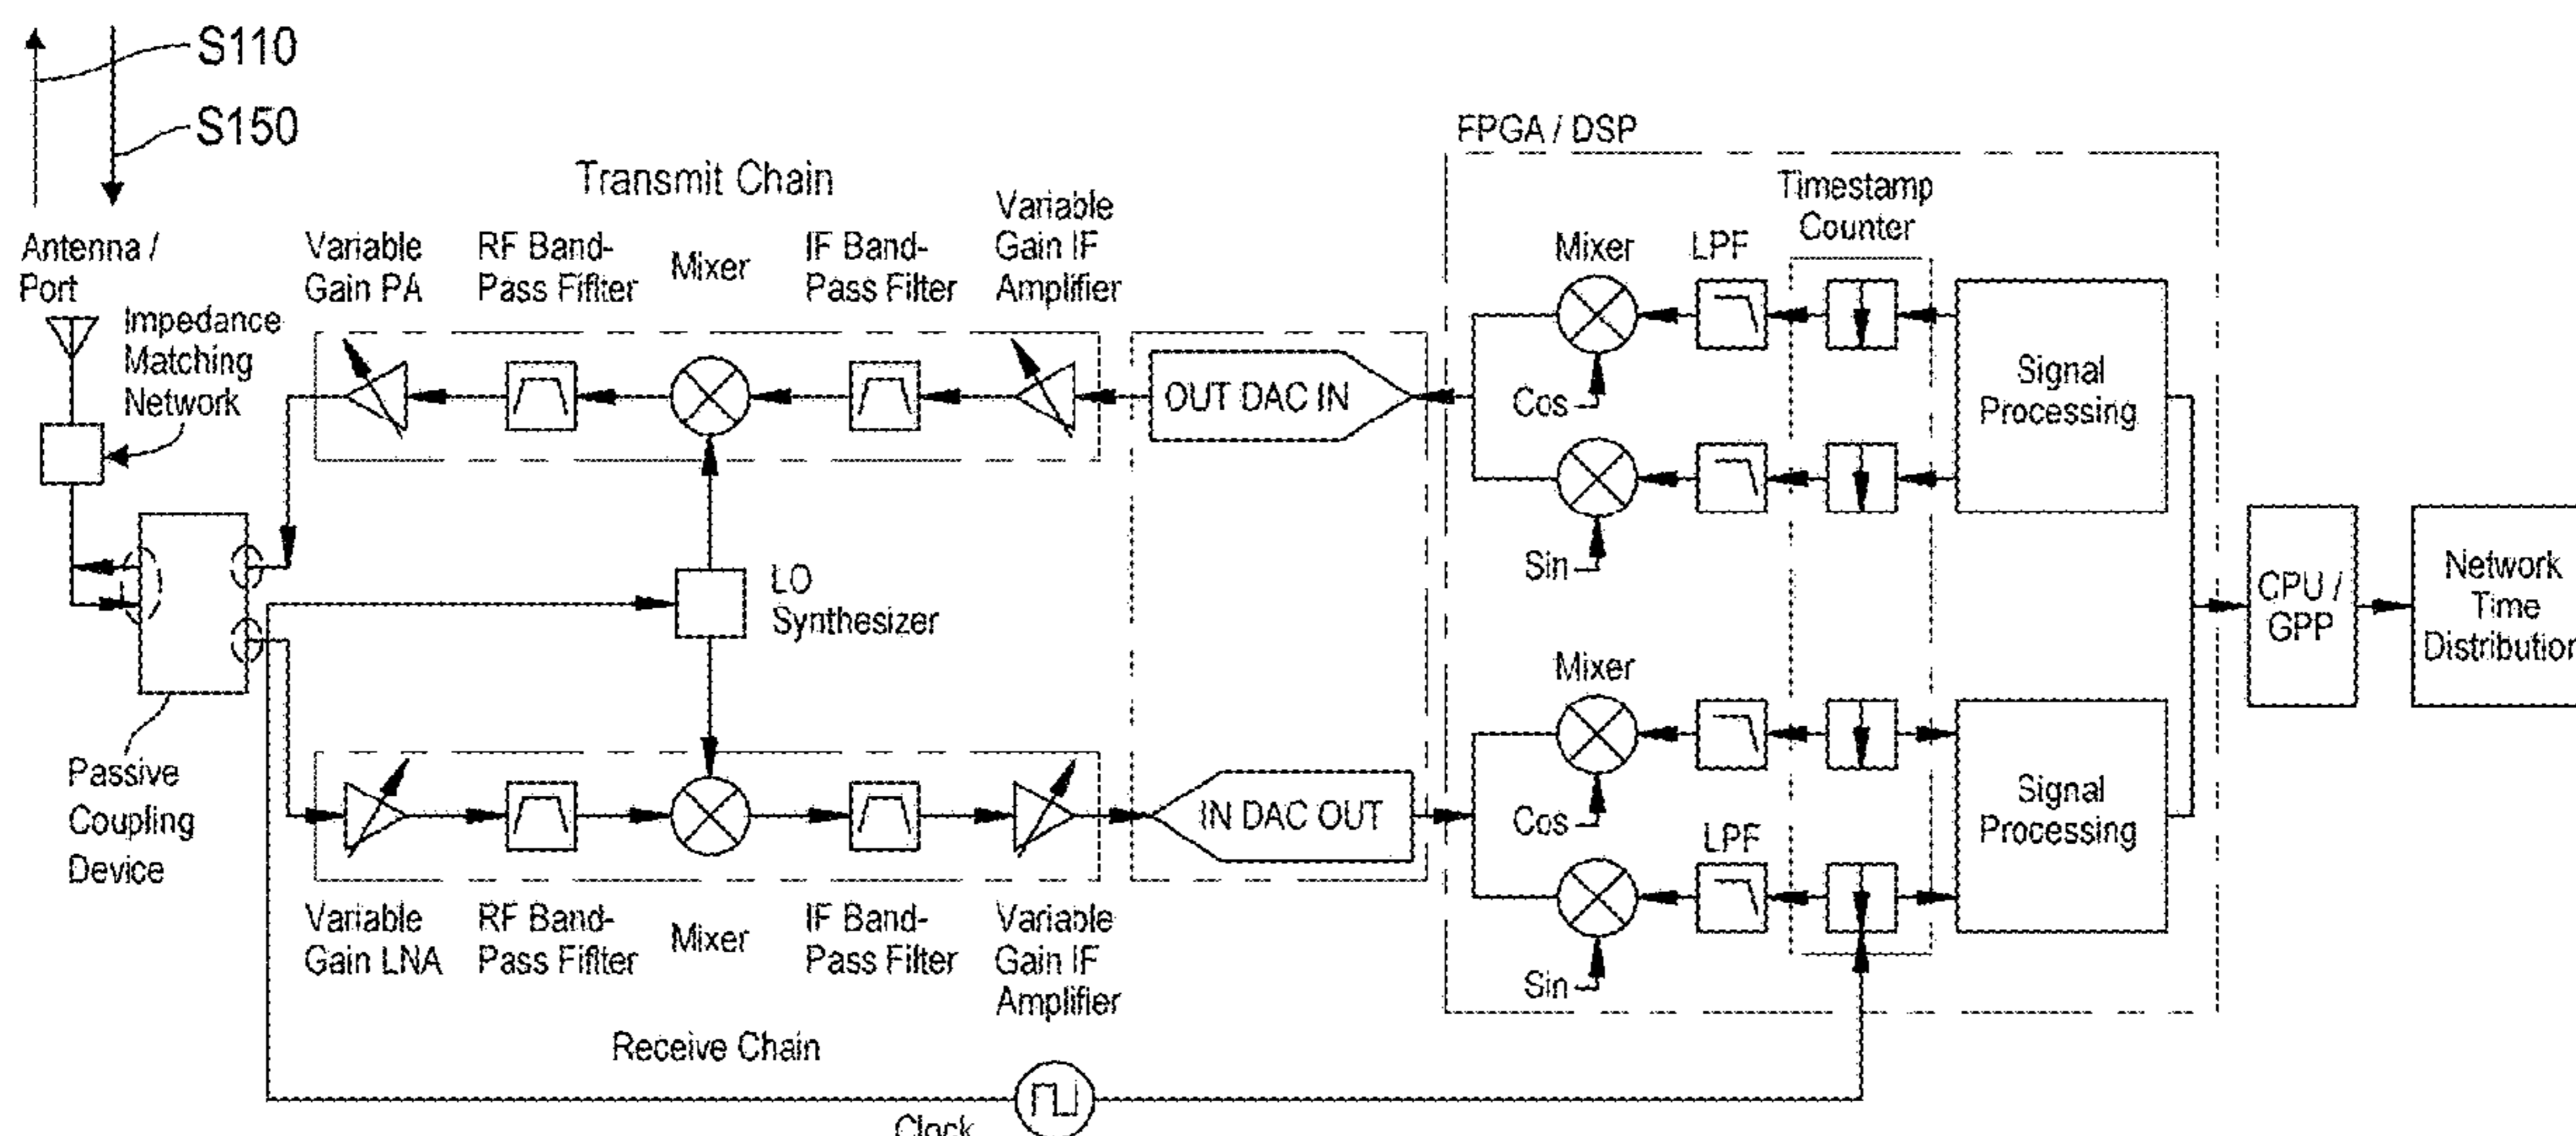 S110
S150
FPGA / DSP
Transmit Chain
Timestamp
Counter
Antenna /
Port
Variable
Gain PA
RF Band-
Pass Fiflter
Mixer
IF Band-
Pass Filter
Variable
Gain IF
Amplifier
Mixer
LPF
Impedance
Matching
Network
OUT DAC IN
Cos
Signal
Processing
Sin
LO
Synthesizer
CPU /
GPP
Network
Time
Distribution
Mixer
Passive
Coupling
Device
IN DAC OUT
Cos
LPF
Signal
Processing
Sin
Variable
Gain LNA
RF Band-
Pass Fiflter
Mixer
IF Band-
Pass Filter
Variable
Gain IF
Amplifier
Receive Chain
Clock